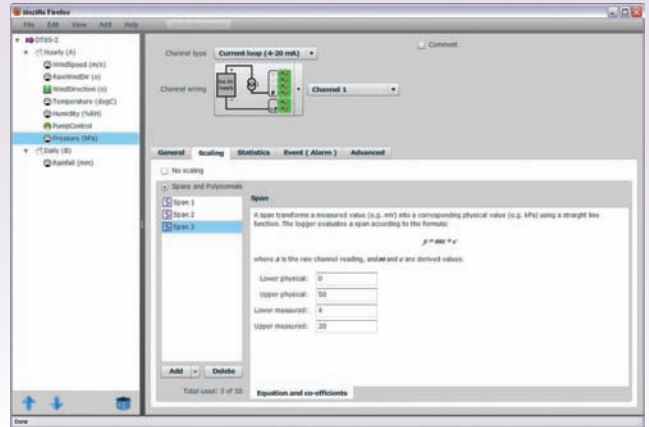 Mozilla Firefox
File Edit View Add Help
DT85-2
Hourly (A)
WindSpeed (m/s)
RawWindDir (o)
WindDirection (o)
Temperature (degC)
Humidity (%RH)
PumpControl
Pressure (hPa)
Daily (B)
Rainfall (mm)
Channel type Current loop (4-20 mA)
Comment
Channel wiring
Channel 1
General Scaling Statistics Event ( Alarm ) Advanced
No scaling
Spans and Polynomials
Span 1
Span 2
Span 3
Span
A span transforms a measured value (e.g. mV) into a corresponding physical value (e.g. kPa) using a straight line
function. The logger evaluates a span according to the formula:
y = mx + c
where x is the raw channel reading, and m and c are derived values.
Lower physical: 0
Upper physical: 50
Lower measured: 4
Upper measured: 20
Add Delete
Total used: 3 of 50
Equation and co-efficients
Done